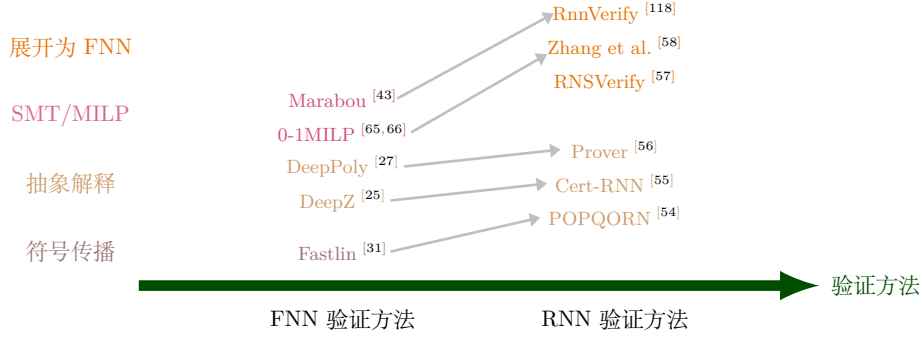 RnnVerify [118]
展开为 FNN
Zhang et al. [58]
RNSVerify [57]
Marabou [43]
SMT/MILP
0-1MILP [65, 66]
Prover [56]
DeepPoly [27]
抽象解释
Cert-RNN [55]
DeepZ [25]
POPQORN [54]
符号传播
Fastlin [31]
验证方法
FNN 验证方法
RNN 验证方法